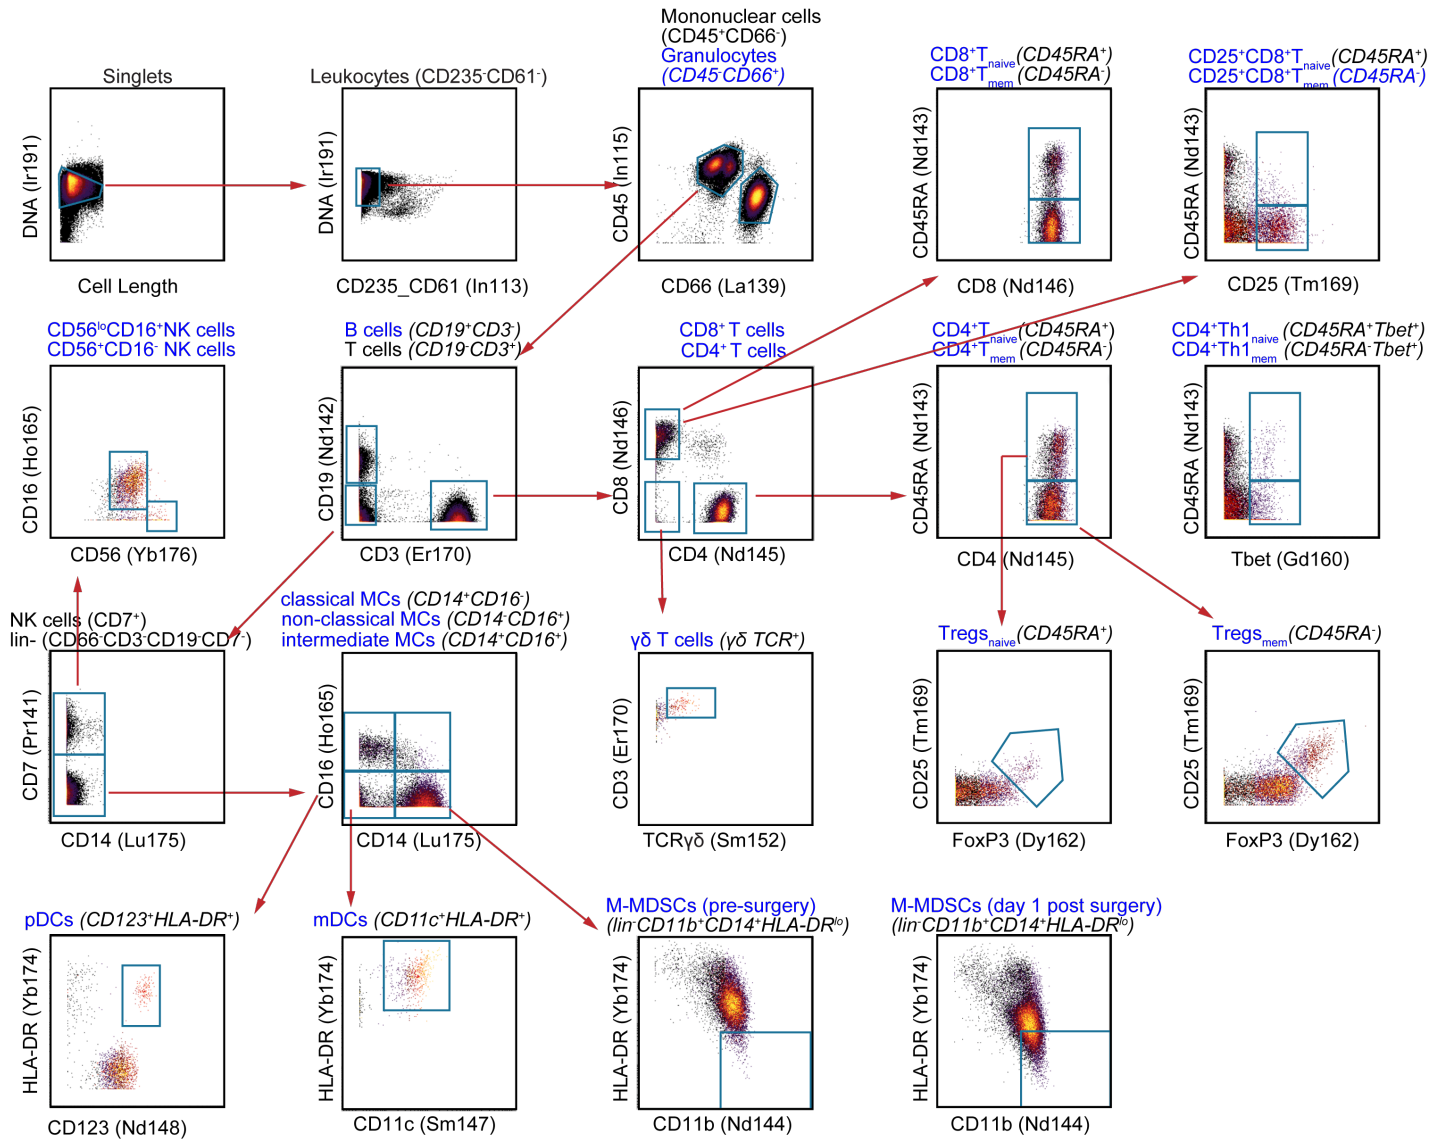 Singlets
DNA (Ir191)
Cell Length
Leukocytes (CD235⁻CD61⁻)
DNA (Ir191)
CD235_CD61 (In113)
Mononuclear cells
(CD45⁺CD66⁻)
Granulocytes
(CD45⁻CD66⁺)
CD45 (In115)
CD66 (La139)
CD8⁺Tnaive(CD45RA⁺)
CD8⁺Tmem (CD45RA⁻)
CD45RA (Nd143)
CD8 (Nd146)
CD25⁺CD8⁺Tnaive(CD45RA⁺)
CD25⁺CD8⁺Tmem (CD45RA⁻)
CD45RA (Nd143)
CD25 (Tm169)
CD56ˡᵒCD16⁺NK cells
CD56⁺CD16⁻ NK cells
CD16 (Ho165)
CD56 (Yb176)
B cells (CD19⁺CD3⁻)
T cells (CD19⁻CD3⁺)
CD19 (Nd142)
CD3 (Er170)
CD8⁺ T cells
CD4⁺ T cells
CD8 (Nd146)
CD4 (Nd145)
CD4⁺Tnaive (CD45RA⁺)
CD4⁺Tmem (CD45RA⁻)
CD45RA (Nd143)
CD4 (Nd145)
CD4⁺Th1naive (CD45RA⁺Tbet⁺)
CD4⁺Th1mem (CD45RA⁻Tbet⁺)
CD45RA (Nd143)
Tbet (Gd160)
NK cells (CD7⁺)
lin- (CD66⁻CD3⁻CD19⁻CD7⁻)
CD7 (Pr141)
CD14 (Lu175)
classical MCs (CD14⁺CD16⁻)
non-classical MCs (CD14⁻CD16⁺)
intermediate MCs (CD14⁺CD16⁺)
CD16 (Ho165)
CD14 (Lu175)
γδ T cells (γδ TCR⁺)
CD3 (Er170)
TCRγδ (Sm152)
Tregsnaive(CD45RA⁺)
CD25 (Tm169)
FoxP3 (Dy162)
Tregsmem(CD45RA⁻)
CD25 (Tm169)
FoxP3 (Dy162)
pDCs (CD123⁺HLA-DR⁺)
HLA-DR (Yb174)
CD123 (Nd148)
mDCs (CD11c⁺HLA-DR⁺)
HLA-DR (Yb174)
CD11c (Sm147)
M-MDSCs (pre-surgery)
(lin⁻CD11b⁺CD14⁺HLA-DRˡᵒ)
HLA-DR (Yb174)
CD11b (Nd144)
M-MDSCs (day 1 post surgery)
(lin⁻CD11b⁺CD14⁺HLA-DRˡᵒ)
HLA-DR (Yb174)
CD11b (Nd144)